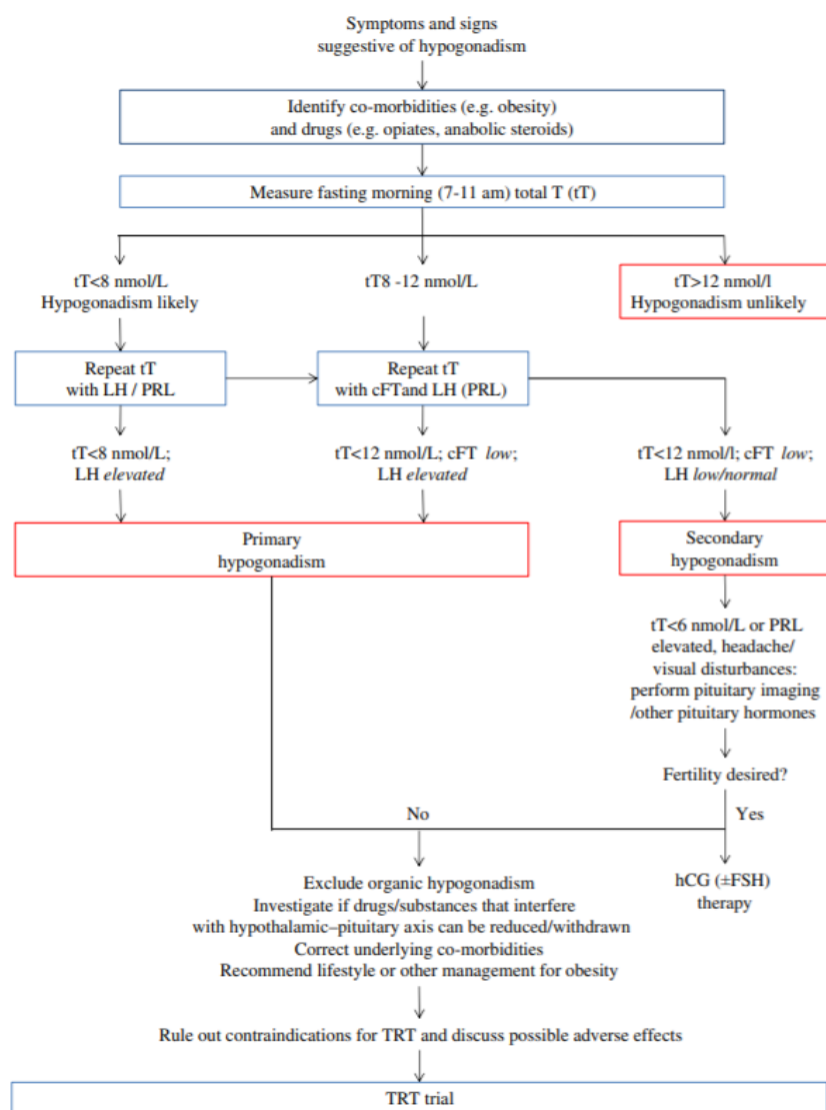 Symptoms and signs
suggestive of hypogonadism
Identify co-morbidities (e.g. obesity)
and drugs (e.g. opiates, anabolic steroids)
Measure fasting morning (7-11 am) total T (tT)
tT<8 nmol/L
Hypogonadism likely
tT8 -12 nmol/L
tT>12 nmol/l
Hypogonadism unlikely
Repeat tT
with LH / PRL
Repeat tT
with cFTand LH (PRL)
tT<8 nmol/L;
LH elevated
tT<12 nmol/L; cFT low;
LH elevated
tT<12 nmol/l; cFT low;
LH low/normal
Primary
hypogonadism
Secondary
hypogonadism
tT<6 nmol/L or PRL
elevated, headache/
visual disturbances:
perform pituitary imaging
/other pituitary hormones
Fertility desired?
No
Yes
Exclude organic hypogonadism
Investigate if drugs/substances that interfere
with hypothalamic–pituitary axis can be reduced/withdrawn
Correct underlying co-morbidities
Recommend lifestyle or other management for obesity
hCG (±FSH)
therapy
Rule out contraindications for TRT and discuss possible adverse effects
TRT trial